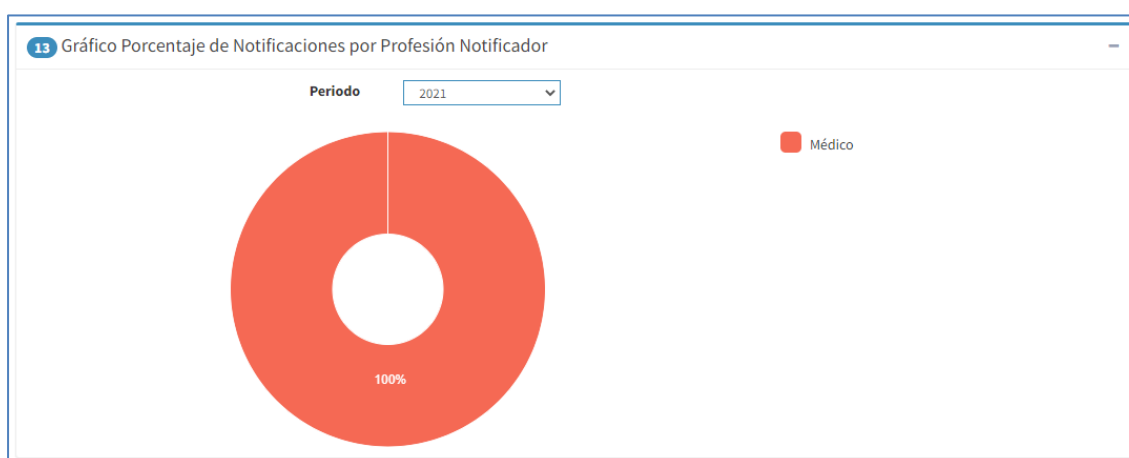 13 Gráfico Porcentaje de Notificaciones por Profesión Notificador
Periodo 2021
Médico
100%